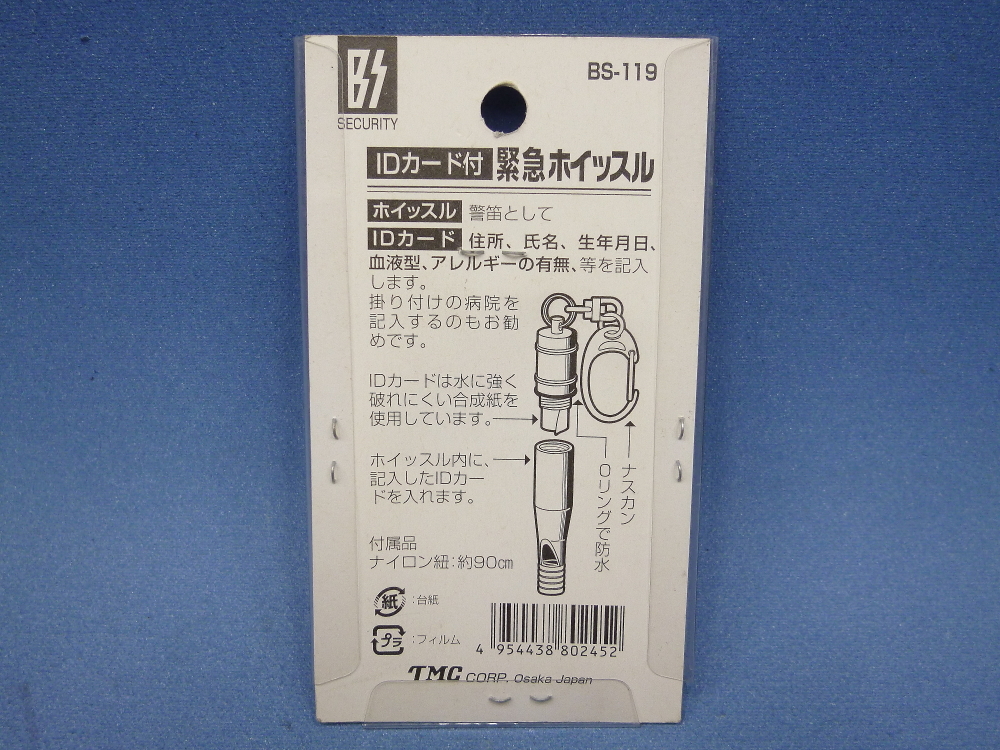 BS
SECURITY
BS-119
IDカード付 緊急ホイッスル
ホイッスル 警笛として
IDカード 住所、氏名、生年月日、
血液型、アレルギーの有無、等を記入
します。
掛り付けの病院を
記入するのもお勧
めです。
IDカードは水に強く
破れにくい合成紙を
使用しています。
ホイッスル内に、
記入したIDカー
ドを入れます。
ナスカン
Oリングで防水
付属品
ナイロン紐:約90cm
紙 :台紙
プラ :フィルム
4 954438 802452
TMC CORP. Osaka Japan